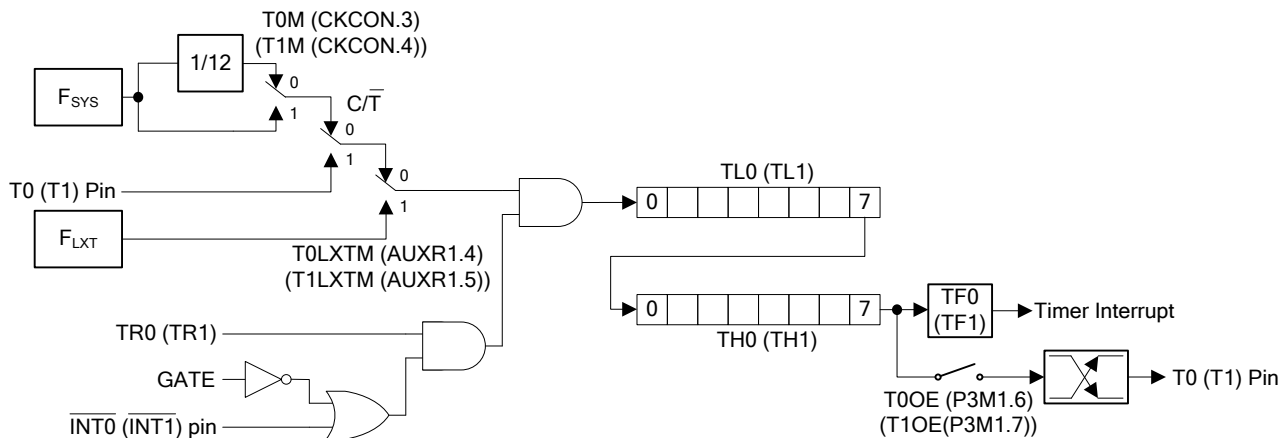 T0M (CKCON.3)
(T1M (CKCON.4))
1/12
0
FSYS
1
C/T̅
0
1
T0 (T1) Pin
0
1
FLXT
T0LXTM (AUXR1.4)
(T1LXTM (AUXR1.5))
TL0 (TL1)
0 7
0 7
TH0 (TH1)
TF0
(TF1)
Timer Interrupt
TR0 (TR1)
GATE
I̅N̅T̅0̅ (I̅N̅T̅1̅) pin
T0OE (P3M1.6)
(T1OE(P3M1.7))
T0 (T1) Pin